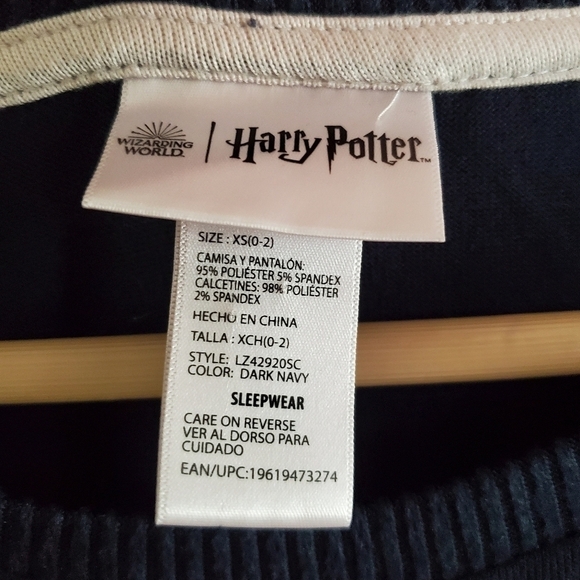 WIZARDING
WORLD
Harry Potter™
SIZE : XS(0-2)
CAMISA Y PANTALÓN:
95% POLIÉSTER 5% SPANDEX
CALCETINES: 98% POLIÉSTER
2% SPANDEX
HECHO EN CHINA
TALLA : XCH(0-2)
STYLE: LZ42920SC
COLOR: DARK NAVY
SLEEPWEAR
CARE ON REVERSE
VER AL DORSO PARA
CUIDADO
EAN/UPC:19619473274